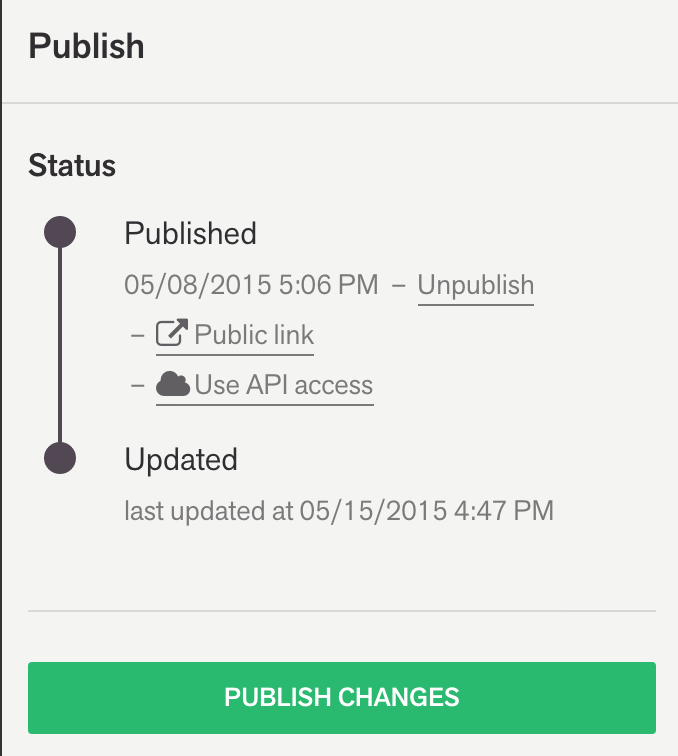 Publish
Status
Published
05/08/2015 5:06 PM – Unpublish
– Public link
– Use API access
Updated
last updated at 05/15/2015 4:47 PM
PUBLISH CHANGES